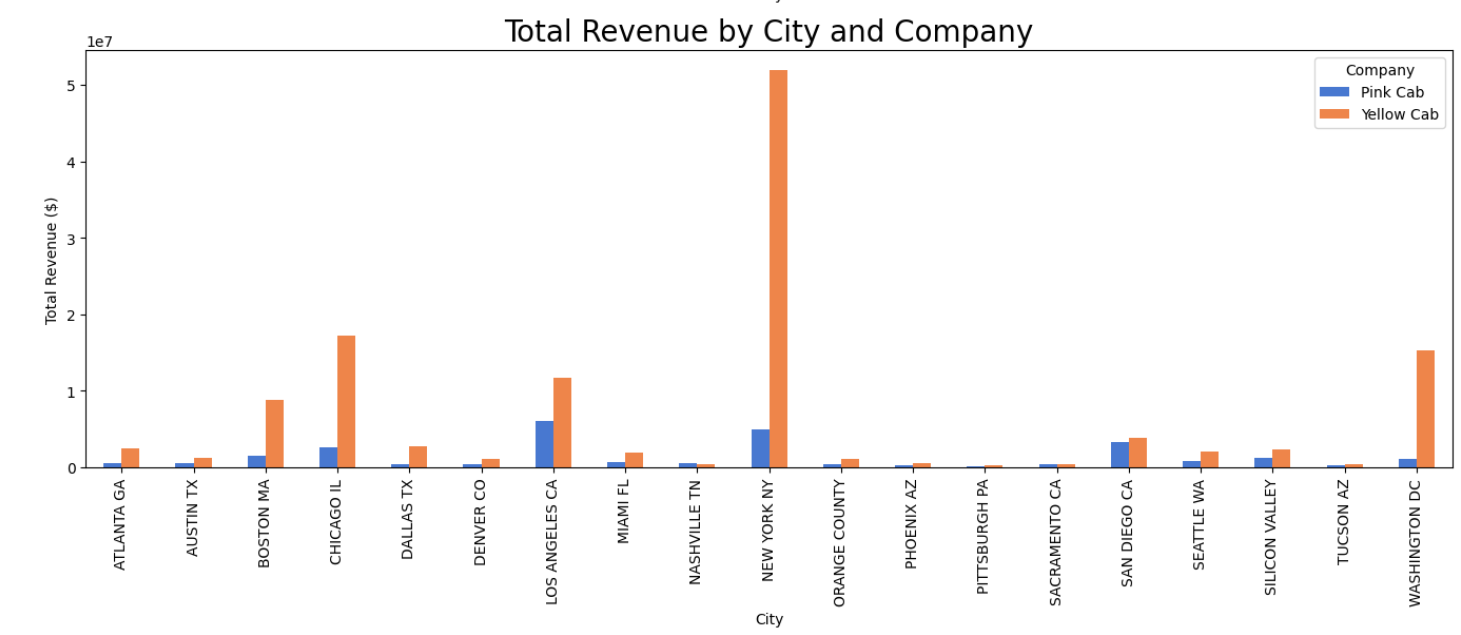 Total Revenue by City and Company
1e7
Company
Pink Cab
Yellow Cab
Total Revenue ($)
5
4
3
2
1
0
ATLANTA GA
AUSTIN TX
BOSTON MA
CHICAGO IL
DALLAS TX
DENVER CO
LOS ANGELES CA
MIAMI FL
NASHVILLE TN
NEW YORK NY
ORANGE COUNTY
PHOENIX AZ
PITTSBURGH PA
SACRAMENTO CA
SAN DIEGO CA
SEATTLE WA
SILICON VALLEY
TUCSON AZ
WASHINGTON DC
City